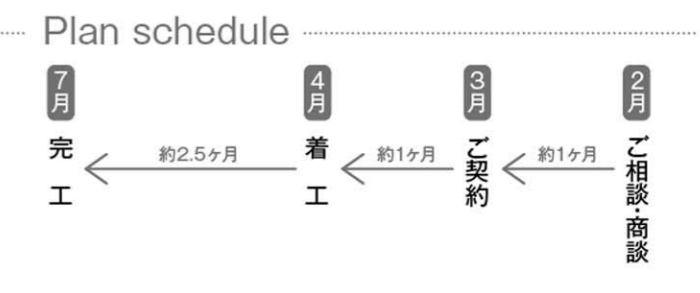 Plan schedule
2月
ご相談・商談
約1ヶ月
3月
ご契約
約1ヶ月
4月
着工
約2.5ヶ月
7月
完工